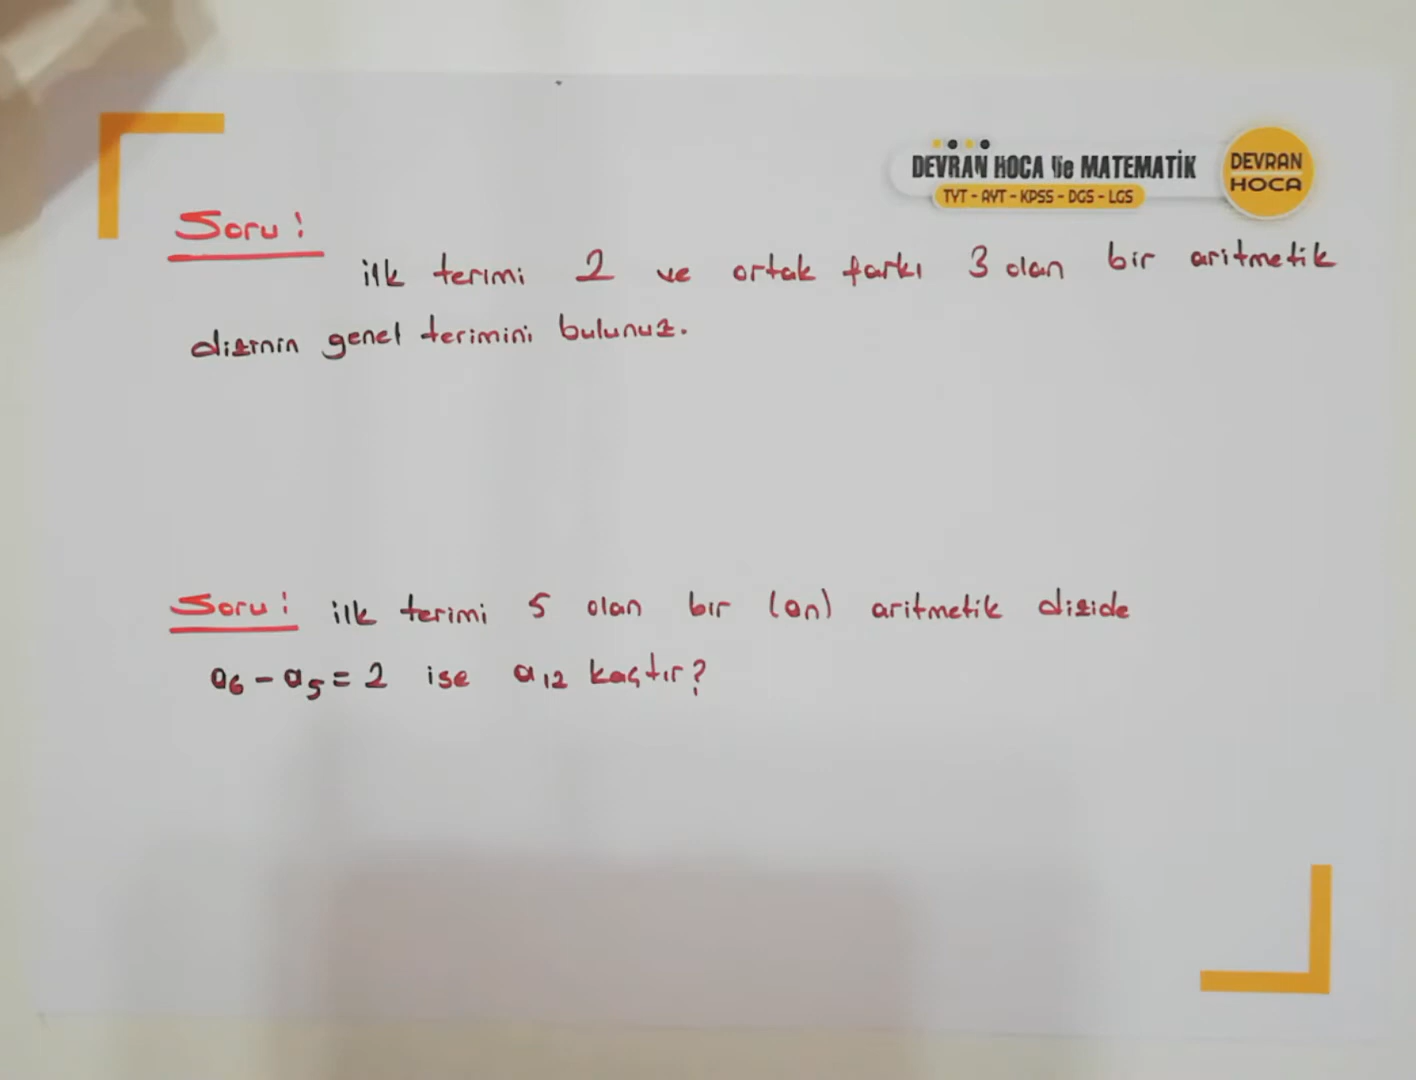 DEVRAN HOCA ile MATEMATİK
TYT - AYT - KPSS - DGS - LGS
DEVRAN
HOCA
Soru:
ilk terimi 2 ve ortak farkı 3 olan bir aritmetik
dizinin genel terimini bulunuz.
Soru: ilk terimi 5 olan bir (an) aritmetik dizide
a₆ - a₅ = 2 ise a₁₂ kaçtır?